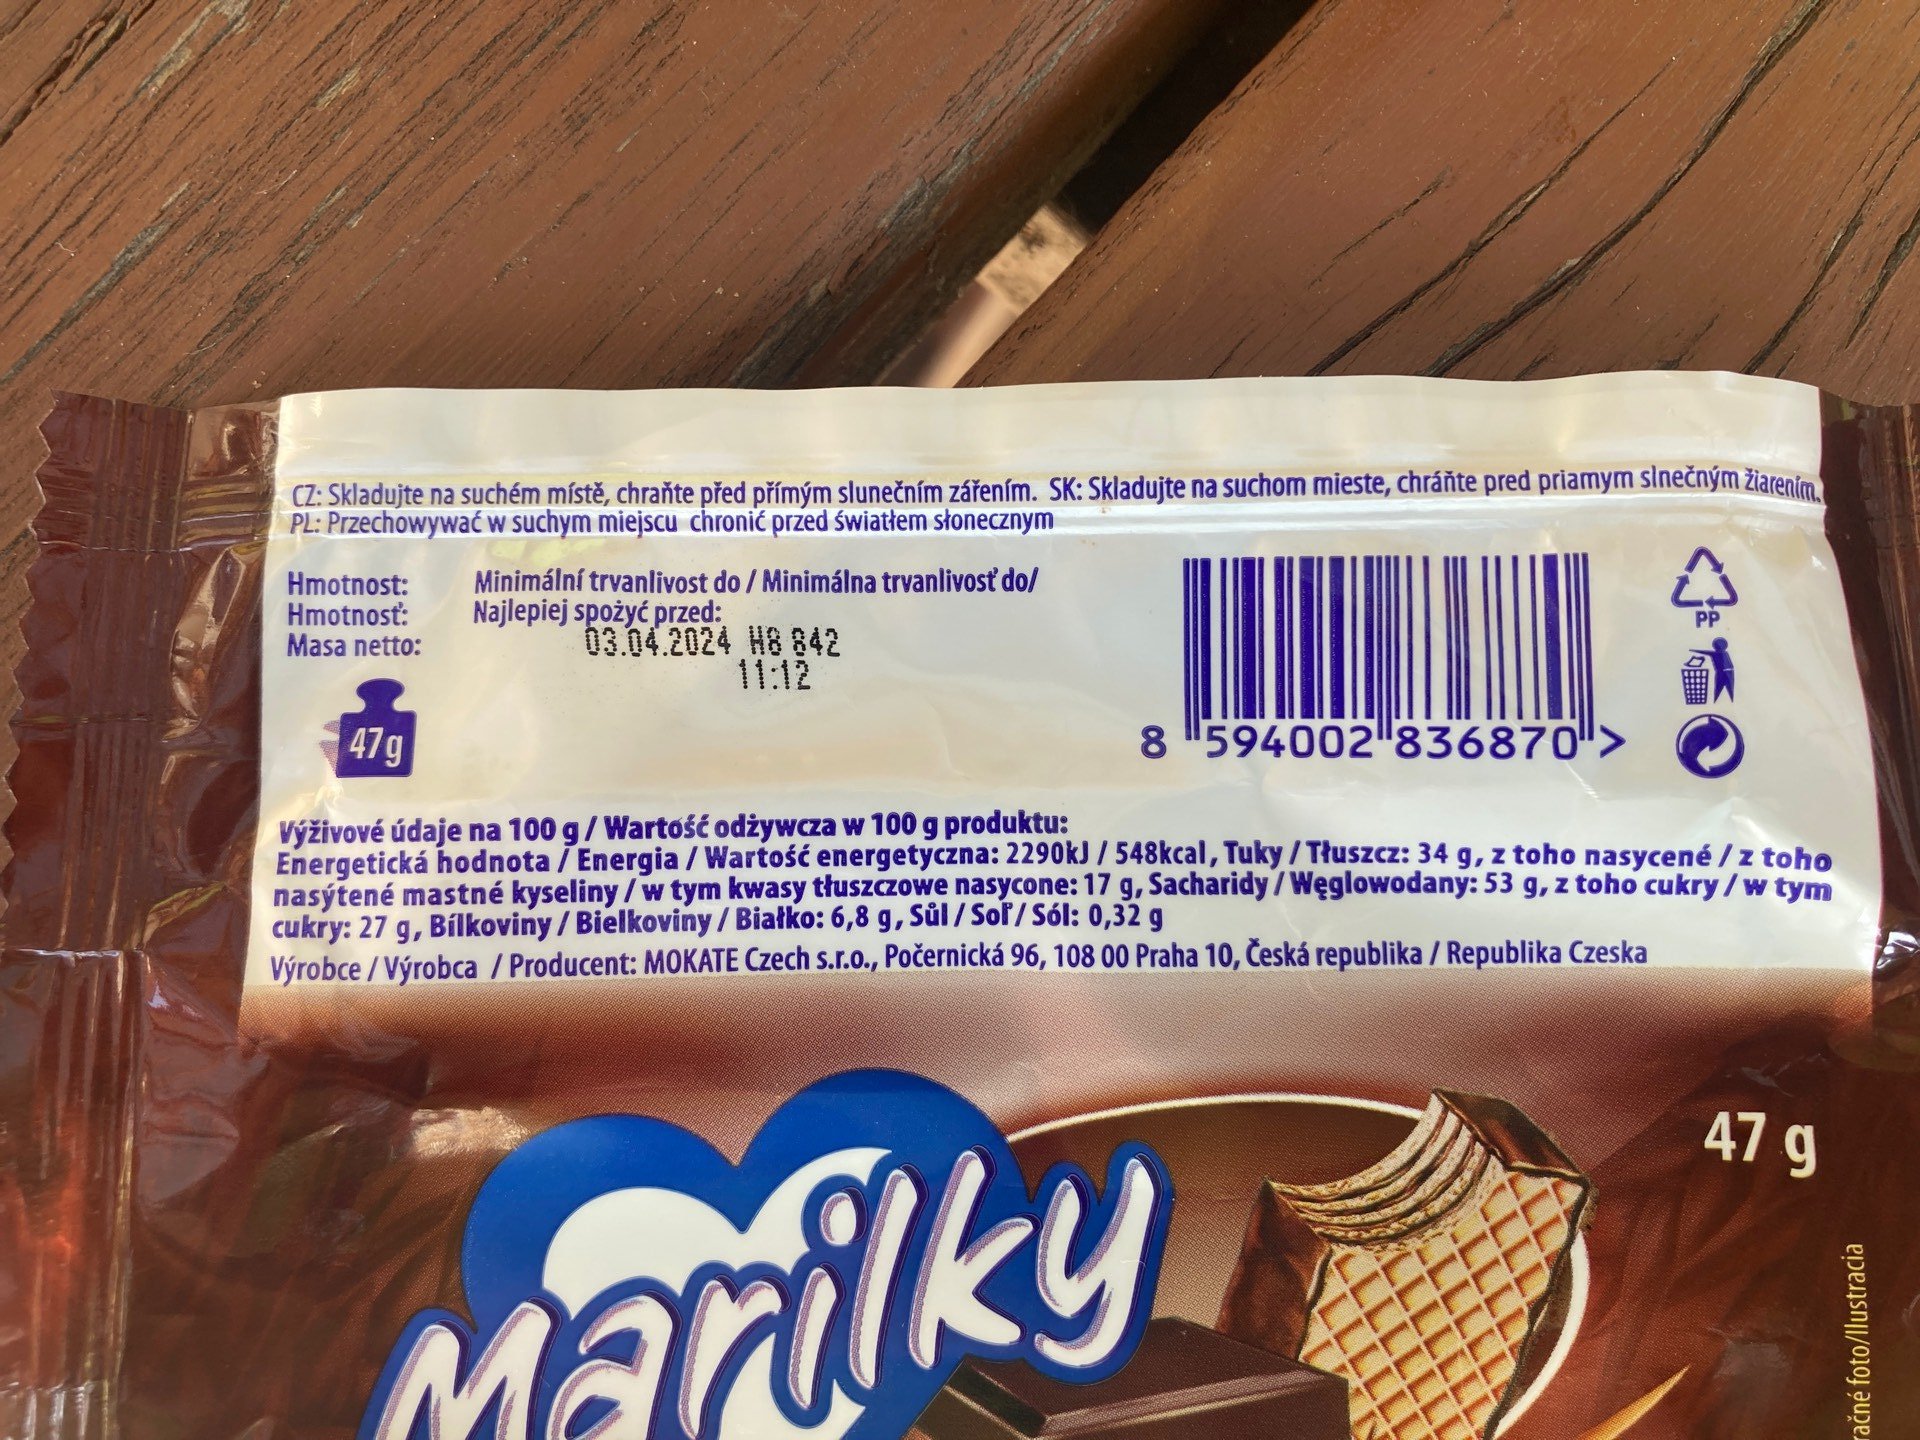 CZ: Skladujte na suchém místě, chraňte před přímým slunečním zářením. SK: Skladujte na suchom mieste, chráňte pred priamym slnečným žiarením.
PL: Przechowywać w suchym miejscu chronić przed światłem słonecznym
Hmotnost:
Hmotnosť:
Masa netto:
47g
Minimální trvanlivost do / Minimálna trvanlivosť do/
Najlepiej spożyć przed:
03.04.2024 H8 842
11:12
8 594002 836870 >
PP
Výživové údaje na 100 g / Wartość odżywcza w 100 g produktu:
Energetická hodnota / Energia / Wartość energetyczna: 2290kJ / 548kcal, Tuky / Tłuszcz: 34 g, z toho nasycené / z toho
nasýtené mastné kyseliny / w tym kwasy tłuszczowe nasycone: 17 g, Sacharidy / Węglowodany: 53 g, z toho cukry / w tym
cukry: 27 g, Bílkoviny / Bielkoviny / Białko: 6,8 g, Sůl / Soľ / Sól: 0,32 g
Výrobce / Výrobca / Producent: MOKATE Czech s.r.o., Počernická 96, 108 00 Praha 10, Česká republika / Republika Czeska
47 g
Marilky
foto/Ilustracia